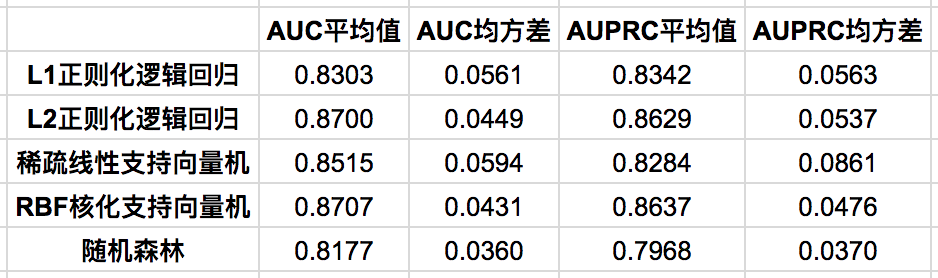 AUC平均值 AUC均方差 AUPRC平均值 AUPRC均方差
L1正则化逻辑回归 0.8303 0.0561 0.8342 0.0563
L2正则化逻辑回归 0.8700 0.0449 0.8629 0.0537
稀疏线性支持向量机 0.8515 0.0594 0.8284 0.0861
RBF核化支持向量机 0.8707 0.0431 0.8637 0.0476
随机森林 0.8177 0.0360 0.7968 0.0370